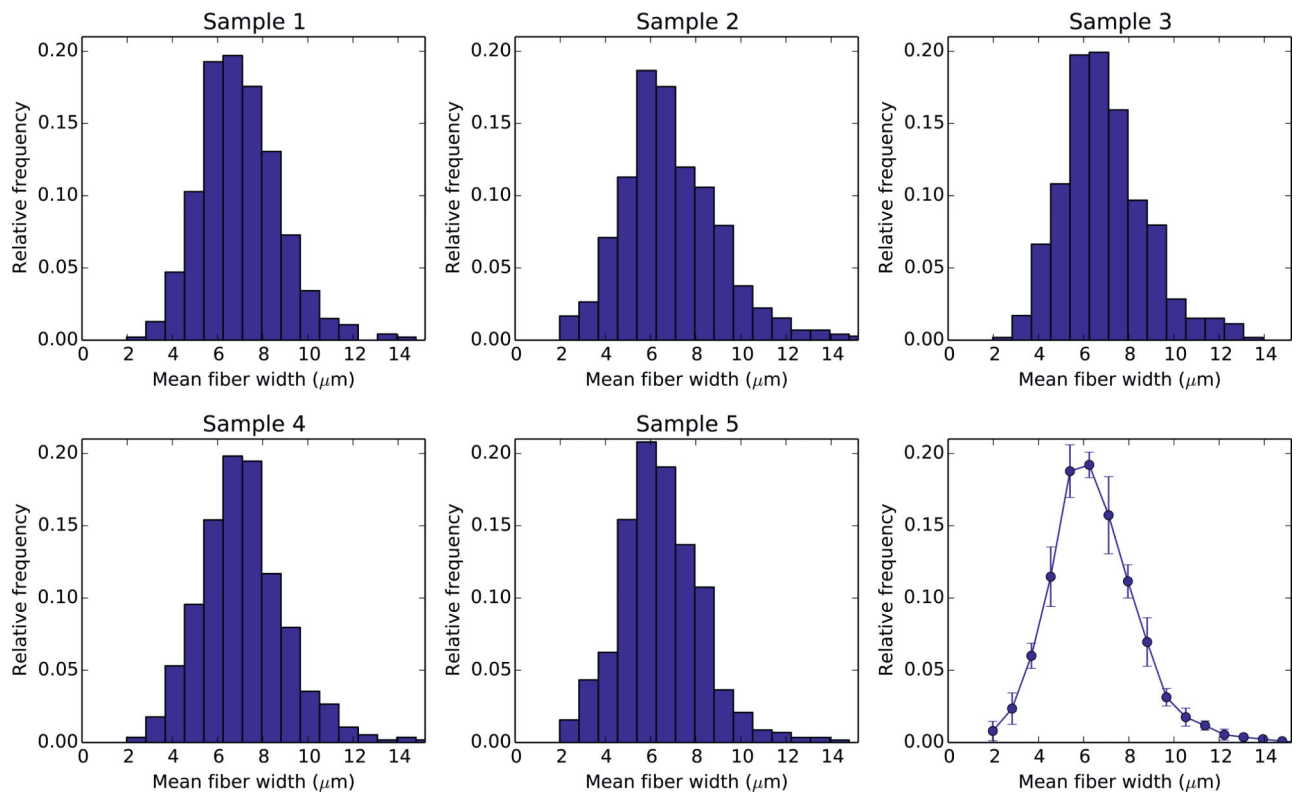 Sample 1
0.20
0.15
0.10
0.05
0.00
Relative frequency
0 2 4 6 8 10 12 14
Mean fiber width (μm)
Sample 2
0.20
0.15
0.10
0.05
0.00
Relative frequency
0 2 4 6 8 10 12 14
Mean fiber width (μm)
Sample 3
0.20
0.15
0.10
0.05
0.00
Relative frequency
0 2 4 6 8 10 12 14
Mean fiber width (μm)
Sample 4
0.20
0.15
0.10
0.05
0.00
Relative frequency
0 2 4 6 8 10 12 14
Mean fiber width (μm)
Sample 5
0.20
0.15
0.10
0.05
0.00
Relative frequency
0 2 4 6 8 10 12 14
Mean fiber width (μm)
0.20
0.15
0.10
0.05
0.00
Relative frequency
0 2 4 6 8 10 12 14
Mean fiber width (μm)